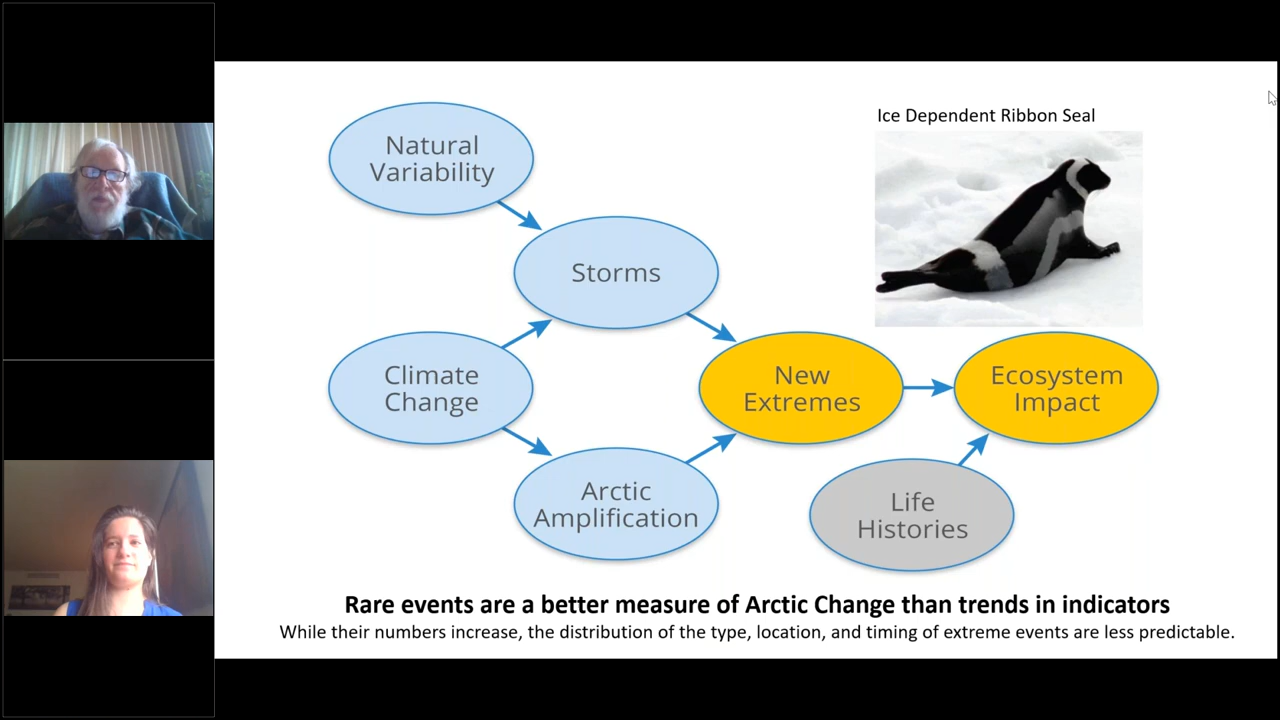 Ice Dependent Ribbon Seal
Natural
Variability
Storms
Climate
Change
New
Extremes
Ecosystem
Impact
Arctic
Amplification
Life
Histories
Rare events are a better measure of Arctic Change than trends in indicators
While their numbers increase, the distribution of the type, location, and timing of extreme events are less predictable.